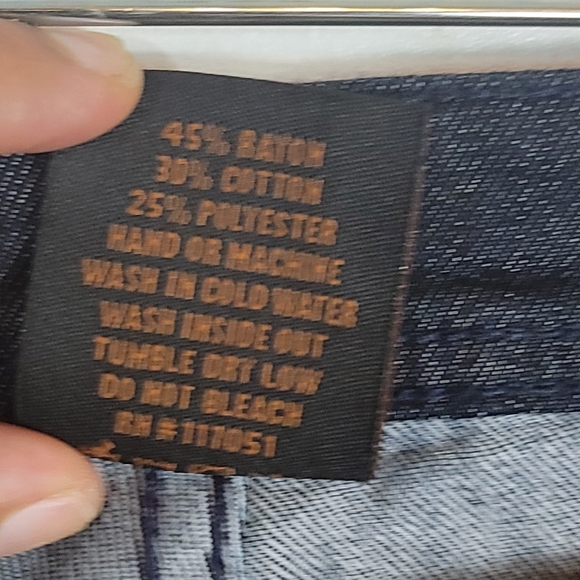 45% RAYON
30% COTTON
25% POLYESTER
HAND OR MACHINE
WASH IN COLD WATER
WASH INSIDE OUT
TUMBLE DRY LOW
DO NOT BLEACH
RN#111051